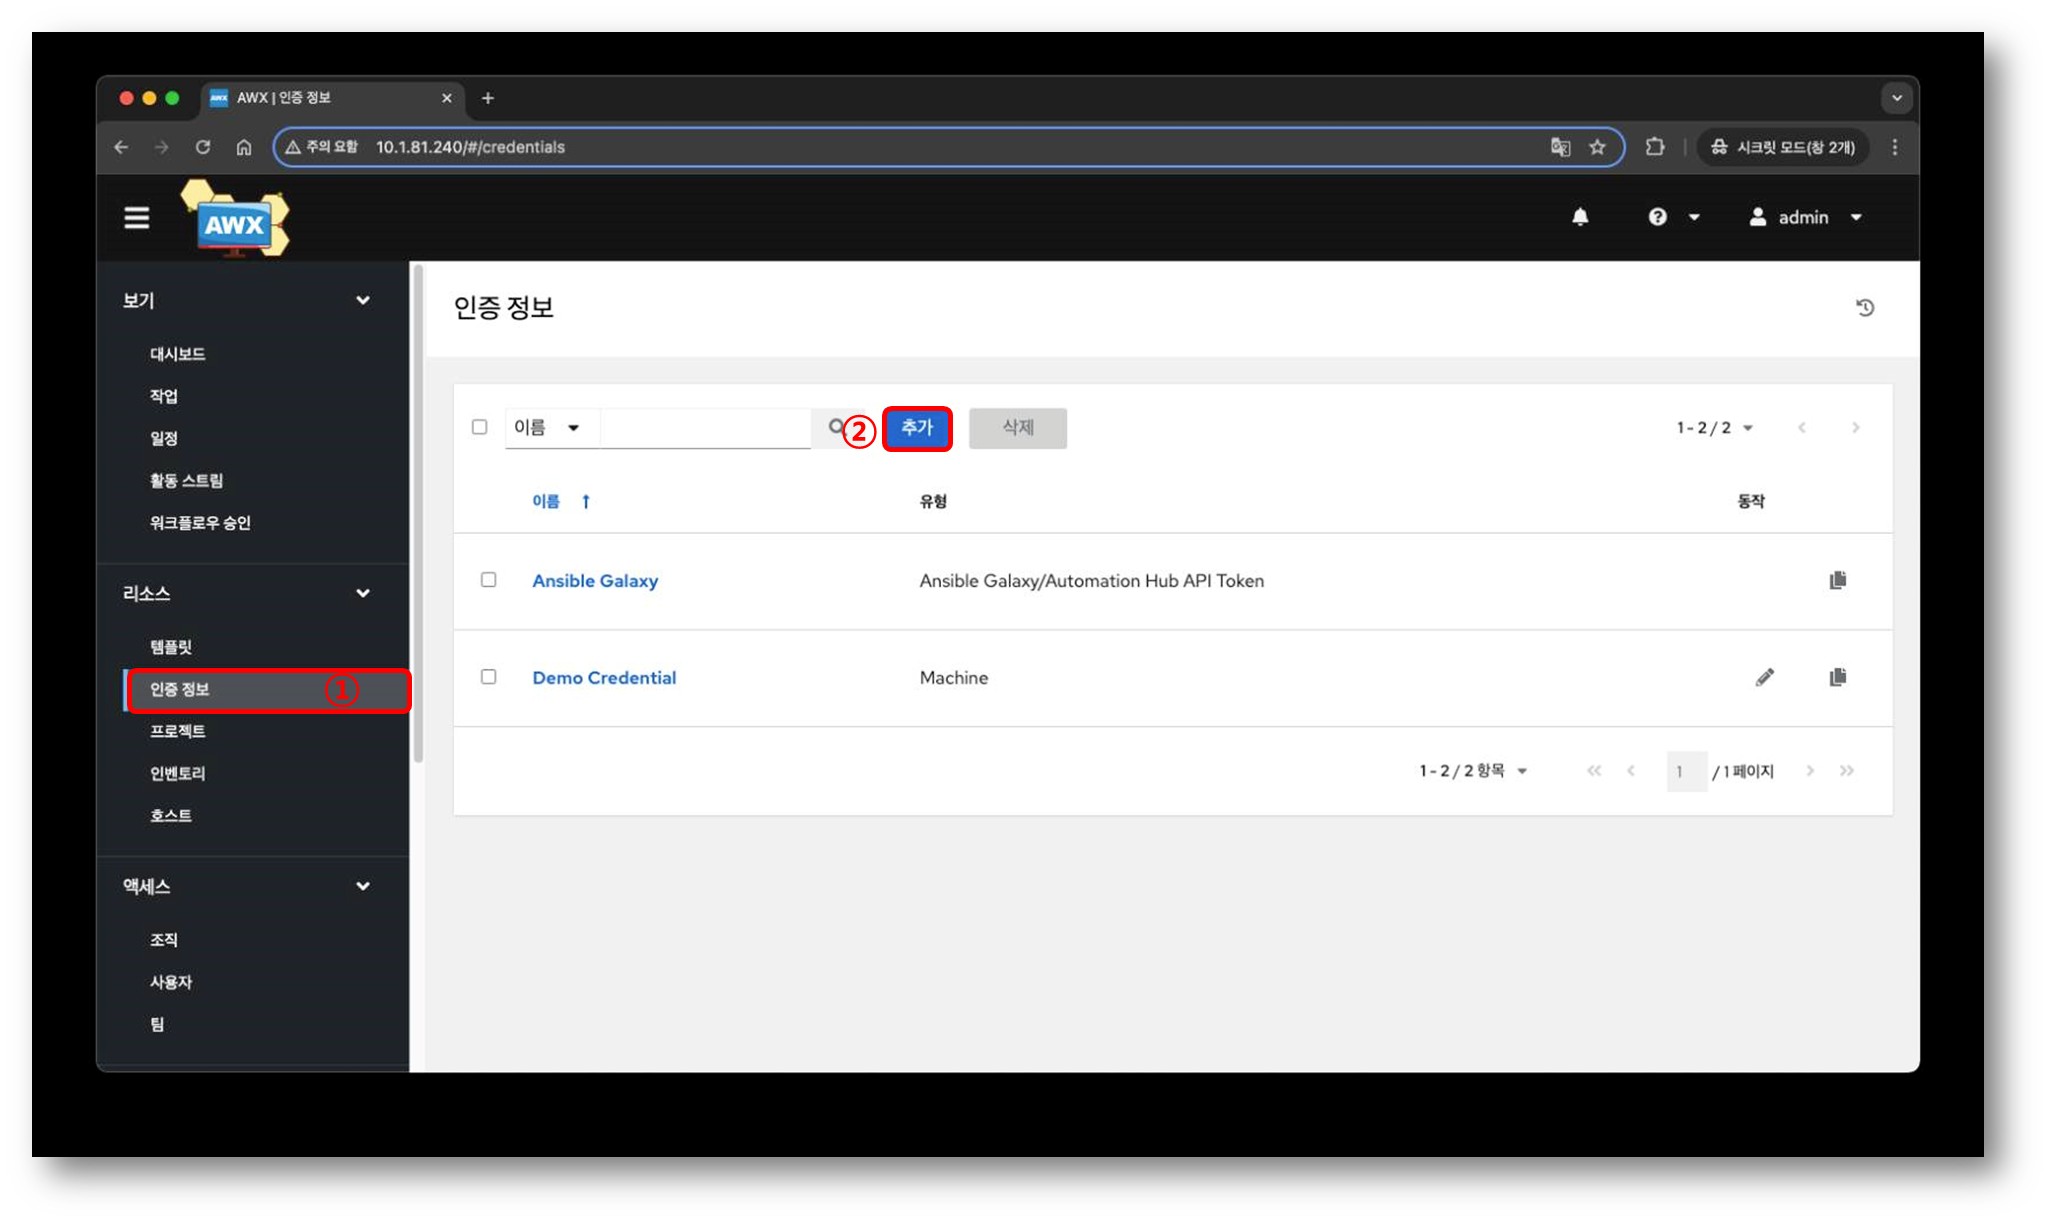 AWX | 인증 정보
주의 요함 10.1.81.240/#/credentials
시크릿 모드(창 2개)
AWX
admin
보기
대시보드
작업
일정
활동 스트림
워크플로우 승인
리소스
템플릿
인증 정보 ①
프로젝트
인벤토리
호스트
액세스
조직
사용자
팀
인증 정보
이름 ② 추가 삭제 1 - 2 / 2
이름 유형 동작
Ansible Galaxy Ansible Galaxy/Automation Hub API Token
Demo Credential Machine
1 - 2 / 2 항목 1 / 1 페이지